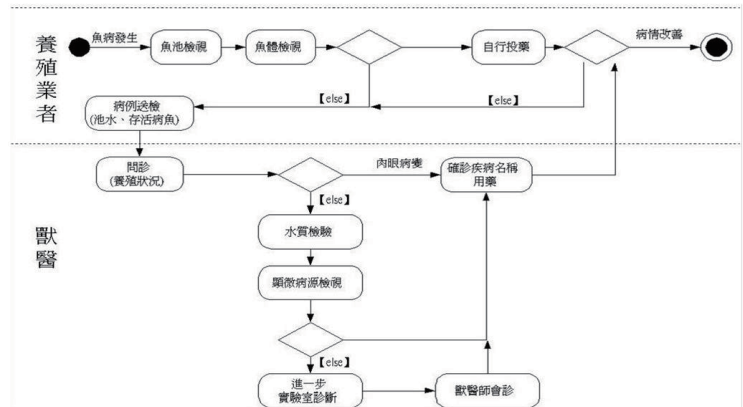 養殖業者
魚病發生
魚池檢視
魚體檢視
自行投藥
病情改善
【else】
【else】
病例送檢
(池水、存活病魚)
獸醫
問診
(養殖狀況)
肉眼病變
確診疾病名稱
用藥
【else】
水質檢驗
顯微病源檢視
【else】
進一步
實驗室診斷
獸醫師會診